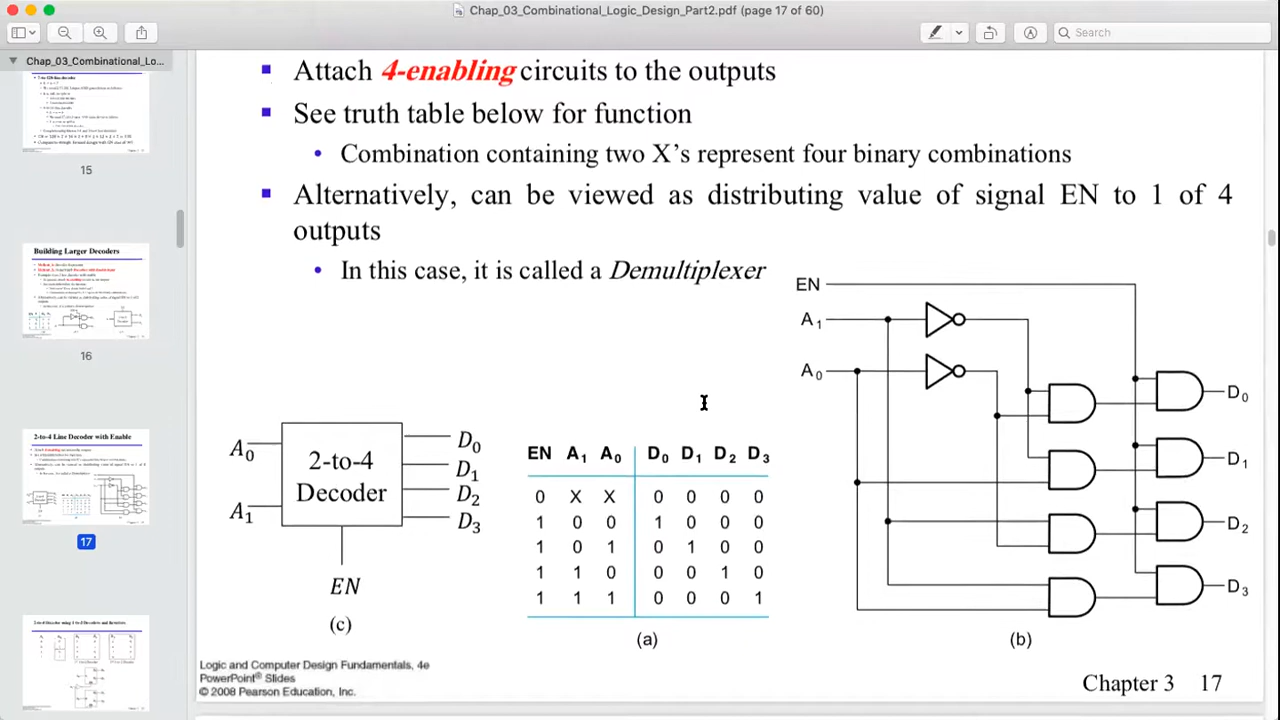 Chap_03_Combinational_Logic_Design_Part2.pdf (page 17 of 60)
Search
Chap_03_Combinational_Lo...
15
Building Larger Decoders
16
2-to-4 Line Decoder with Enable
17
Attach 4-enabling circuits to the outputs
See truth table below for function
Combination containing two X's represent four binary combinations
Alternatively, can be viewed as distributing value of signal EN to 1 of 4
outputs
In this case, it is called a Demultiplexer
A0
A1
2-to-4
Decoder
D0
D1
D2
D3
EN
(c)
EN A1 A0 D0 D1 D2 D3
0 X X 0 0 0 0
1 0 0 1 0 0 0
1 0 1 0 1 0 0
1 1 0 0 0 1 0
1 1 1 0 0 0 1
(a)
EN
A1
A0
D0
D1
D2
D3
(b)
Logic and Computer Design Fundamentals, 4e
PowerPoint® Slides
© 2008 Pearson Education, Inc.
Chapter 3 17